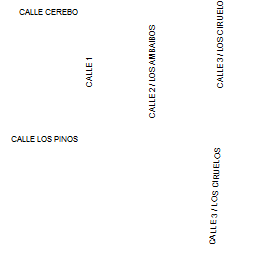 CALLE CEREBO
CALLE 1
CALLE 2 / LOS AMBAIBOS
CALLE 3 / LOS CIRUELO
CALLE LOS PINOS
CALLE 3 / LOS CIRUELOS